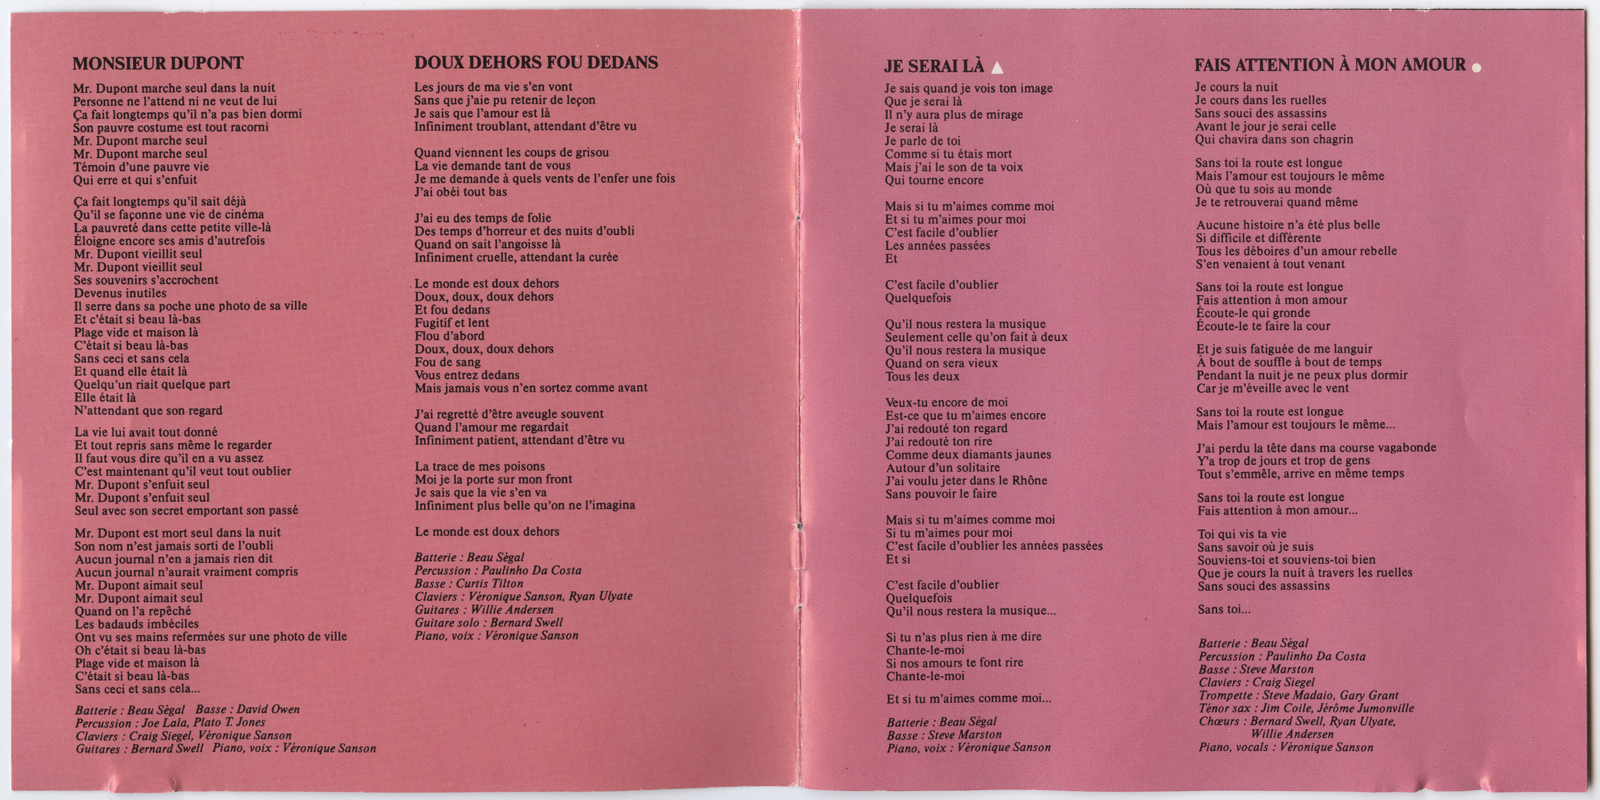 MONSIEUR DUPONT
Mr. Dupont marche seul dans la nuit
Personne ne l'attend ni ne veut de lui
Ça fait longtemps qu'il n'a pas bien dormi
Son pauvre costume est tout racorni
Mr. Dupont marche seul
Mr. Dupont marche seul
Témoin d'une pauvre vie
Qui erre et qui s'enfuit
Ça fait longtemps qu'il sait déjà
Qu'il se façonne une vie de cinéma
La pauvreté dans cette petite ville-là
Éloigne encore ses amis d'autrefois
Mr. Dupont vieillit seul
Mr. Dupont vieillit seul
Ses souvenirs s'accrochent
Devenus inutiles
Il serre dans sa poche une photo de sa ville
Et c'était si beau là-bas
Plage vide et maison là
C'était si beau là-bas
Sans ceci et sans cela
Et quand elle était là
Quelqu'un riait quelque part
Elle était là
N'attendant que son regard
La vie lui avait tout donné
Et tout repris sans même le regarder
Il faut vous dire qu'il en a vu assez
C'est maintenant qu'il veut tout oublier
Mr. Dupont s'enfuit seul
Mr. Dupont s'enfuit seul
Seul avec son secret emportant son passé
Mr. Dupont est mort seul dans la nuit
Son nom n'est jamais sorti de l'oubli
Aucun journal n'en a jamais rien dit
Aucun journal n'aurait vraiment compris
Mr. Dupont aimait seul
Mr. Dupont aimait seul
Quand on l'a repêché
Les badauds imbéciles
Ont vu ses mains refermées sur une photo de ville
Oh c'était si beau là-bas
Plage vide et maison là
C'était si beau là-bas
Sans ceci et sans cela...
Batterie : Beau Ségal Basse : David Owen
Percussion : Joe Lala, Plato T. Jones
Claviers : Craig Siegel, Véronique Sanson
Guitares : Bernard Swell Piano, voix : Véronique Sanson
DOUX DEHORS FOU DEDANS
Les jours de ma vie s'en vont
Sans que j'aie pu retenir de leçon
Je sais que l'amour est là
Infiniment troublant, attendant d'être vu
Quand viennent les coups de grisou
La vie demande tant de vous
Je me demande à quels vents de l'enfer une fois
J'ai obéi tout bas
J'ai eu des temps de folie
Des temps d'horreur et des nuits d'oubli
Quand on sait l'angoisse là
Infiniment cruelle, attendant la curée
Le monde est doux dehors
Doux, doux, doux dehors
Et fou dedans
Fugitif et lent
Flou d'abord
Doux, doux, doux dehors
Fou de sang
Vous entrez dedans
Mais jamais vous n'en sortez comme avant
J'ai regretté d'être aveugle souvent
Quand l'amour me regardait
Infiniment patient, attendant d'être vu
La trace de mes poisons
Moi je la porte sur mon front
Je sais que la vie s'en va
Infiniment plus belle qu'on ne l'imagina
Le monde est doux dehors
Batterie : Beau Ségal
Percussion : Paulinho Da Costa
Basse : Curtis Tilton
Claviers : Véronique Sanson, Ryan Ulyate
Guitares : Willie Andersen
Guitare solo : Bernard Swell
Piano, voix : Véronique Sanson
JE SERAI LÀ ▲
Je sais quand je vois ton image
Que je serai là
Il n'y aura plus de mirage
Je serai là
Je parle de toi
Comme si tu étais mort
Mais j'ai le son de ta voix
Qui tourne encore
Mais si tu m'aimes comme moi
Et si tu m'aimes pour moi
C'est facile d'oublier
Les années passées
Et
C'est facile d'oublier
Quelquefois
Qu'il nous restera la musique
Seulement celle qu'on fait à deux
Qu'il nous restera la musique
Quand on sera vieux
Tous les deux
Veux-tu encore de moi
Est-ce que tu m'aimes encore
J'ai redouté ton regard
J'ai redouté ton rire
Comme deux diamants jaunes
Autour d'un solitaire
J'ai voulu jeter dans le Rhône
Sans pouvoir le faire
Mais si tu m'aimes comme moi
Si tu m'aimes pour moi
C'est facile d'oublier les années passées
Et si
C'est facile d'oublier
Quelquefois
Qu'il nous restera la musique...
Si tu n'as plus rien à me dire
Chante-le-moi
Si nos amours te font rire
Chante-le-moi
Et si tu m'aimes comme moi...
Batterie : Beau Ségal
Basse : Steve Marston
Piano, voix : Véronique Sanson
FAIS ATTENTION À MON AMOUR ●
Je cours la nuit
Je cours dans les ruelles
Sans souci des assassins
Avant le jour je serai celle
Qui chavira dans son chagrin
Sans toi la route est longue
Mais l'amour est toujours le même
Où que tu sois au monde
Je te retrouverai quand même
Aucune histoire n'a été plus belle
Si difficile et différente
Tous les déboires d'un amour rebelle
S'en venaient à tout venant
Sans toi la route est longue
Fais attention à mon amour
Écoute-le qui gronde
Écoute-le te faire la cour
Et je suis fatiguée de me languir
À bout de souffle à bout de temps
Pendant la nuit je ne peux plus dormir
Car je m'éveille avec le vent
Sans toi la route est longue
Mais l'amour est toujours le même...
J'ai perdu la tête dans ma course vagabonde
Y'a trop de jours et trop de gens
Tout s'emmêle, arrive en même temps
Sans toi la route est longue
Fais attention à mon amour...
Toi qui vis ta vie
Sans savoir où je suis
Souviens-toi et souviens-toi bien
Que je cours la nuit à travers les ruelles
Sans souci des assassins
Sans toi...
Batterie : Beau Ségal
Percussion : Paulinho Da Costa
Basse : Steve Marston
Claviers : Craig Siegel
Trompette : Steve Madaio, Gary Grant
Ténor sax : Jim Coile, Jérôme Jumonville
Chœurs : Bernard Swell, Ryan Ulyate,
Willie Andersen
Piano, vocals : Véronique Sanson